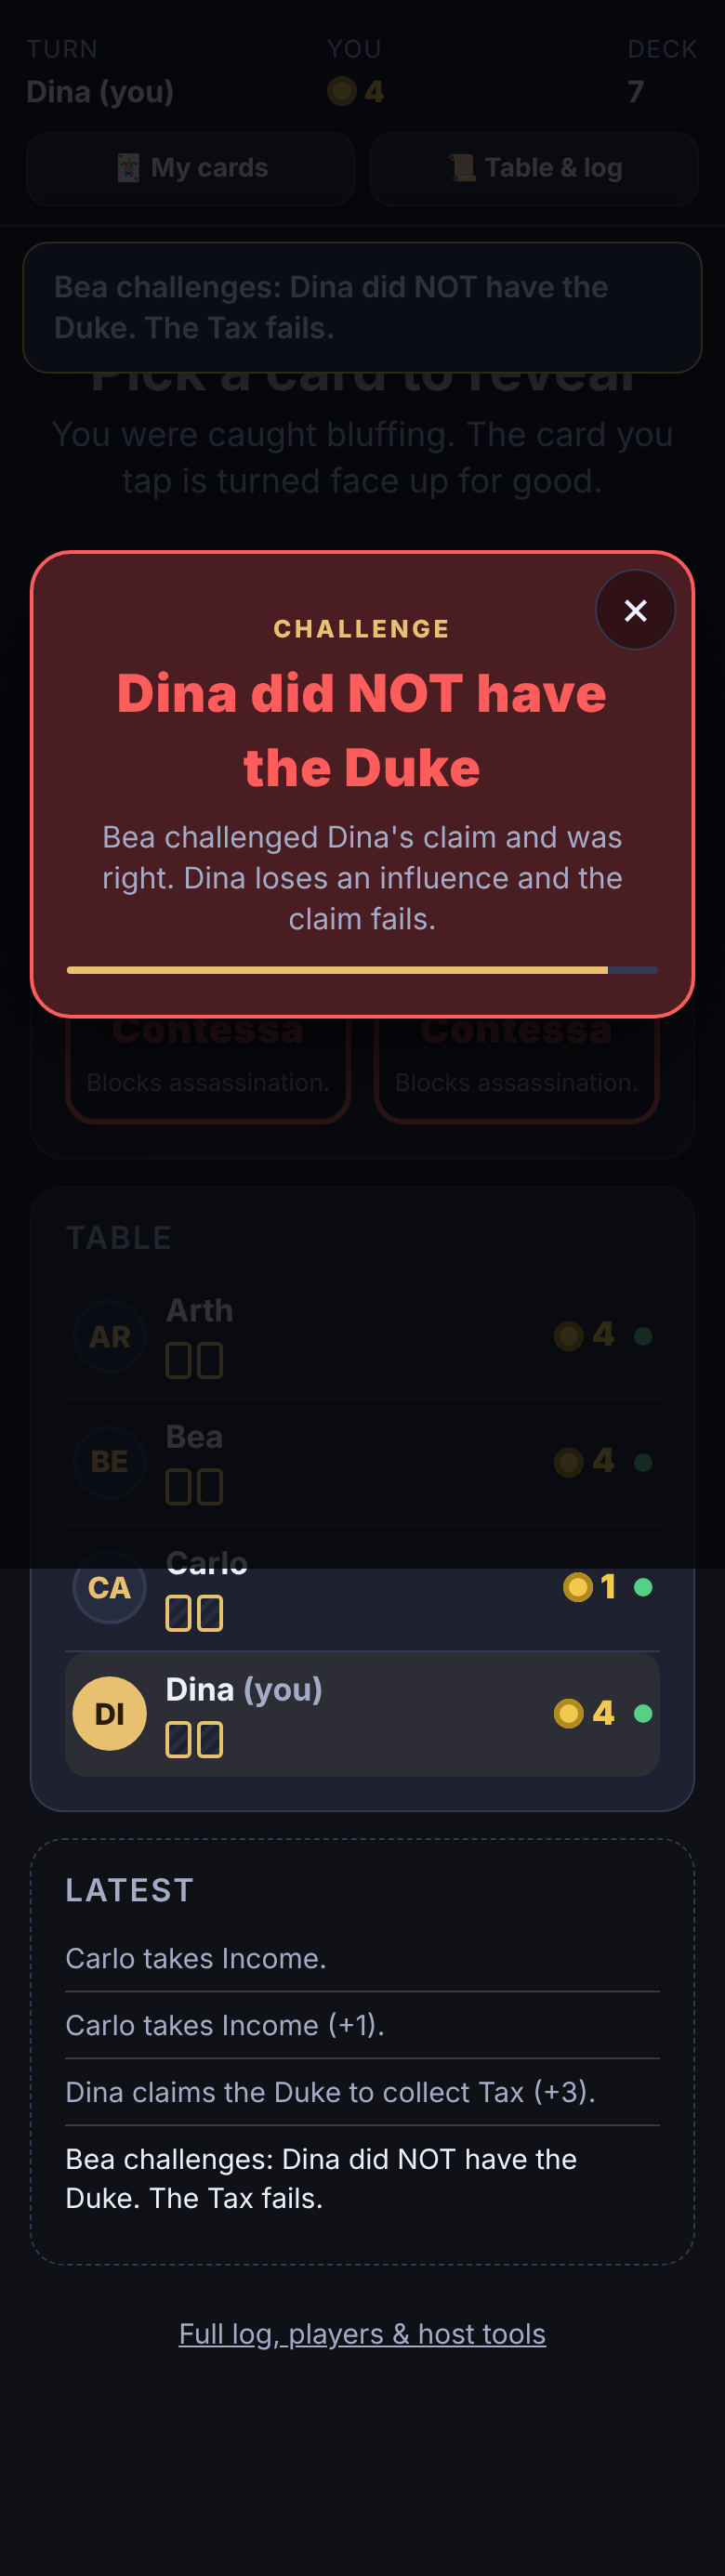 TURN
YOU
DECK
Dina (you)
4
7
My cards
Table & log
Bea challenges: Dina did NOT have the
Duke. The Tax fails.
Pick a card to reveal
You were caught bluffing. The card you
tap is turned face up for good.
×
CHALLENGE
Dina did NOT have
the Duke
Bea challenged Dina's claim and was
right. Dina loses an influence and the
claim fails.
Contessa
Contessa
Blocks assassination.
Blocks assassination.
TABLE
AR
Arth
4
BE
Bea
4
CA
Carlo
1
DI
Dina (you)
4
LATEST
Carlo takes Income.
Carlo takes Income (+1).
Dina claims the Duke to collect Tax (+3).
Bea challenges: Dina did NOT have the
Duke. The Tax fails.
Full log, players & host tools